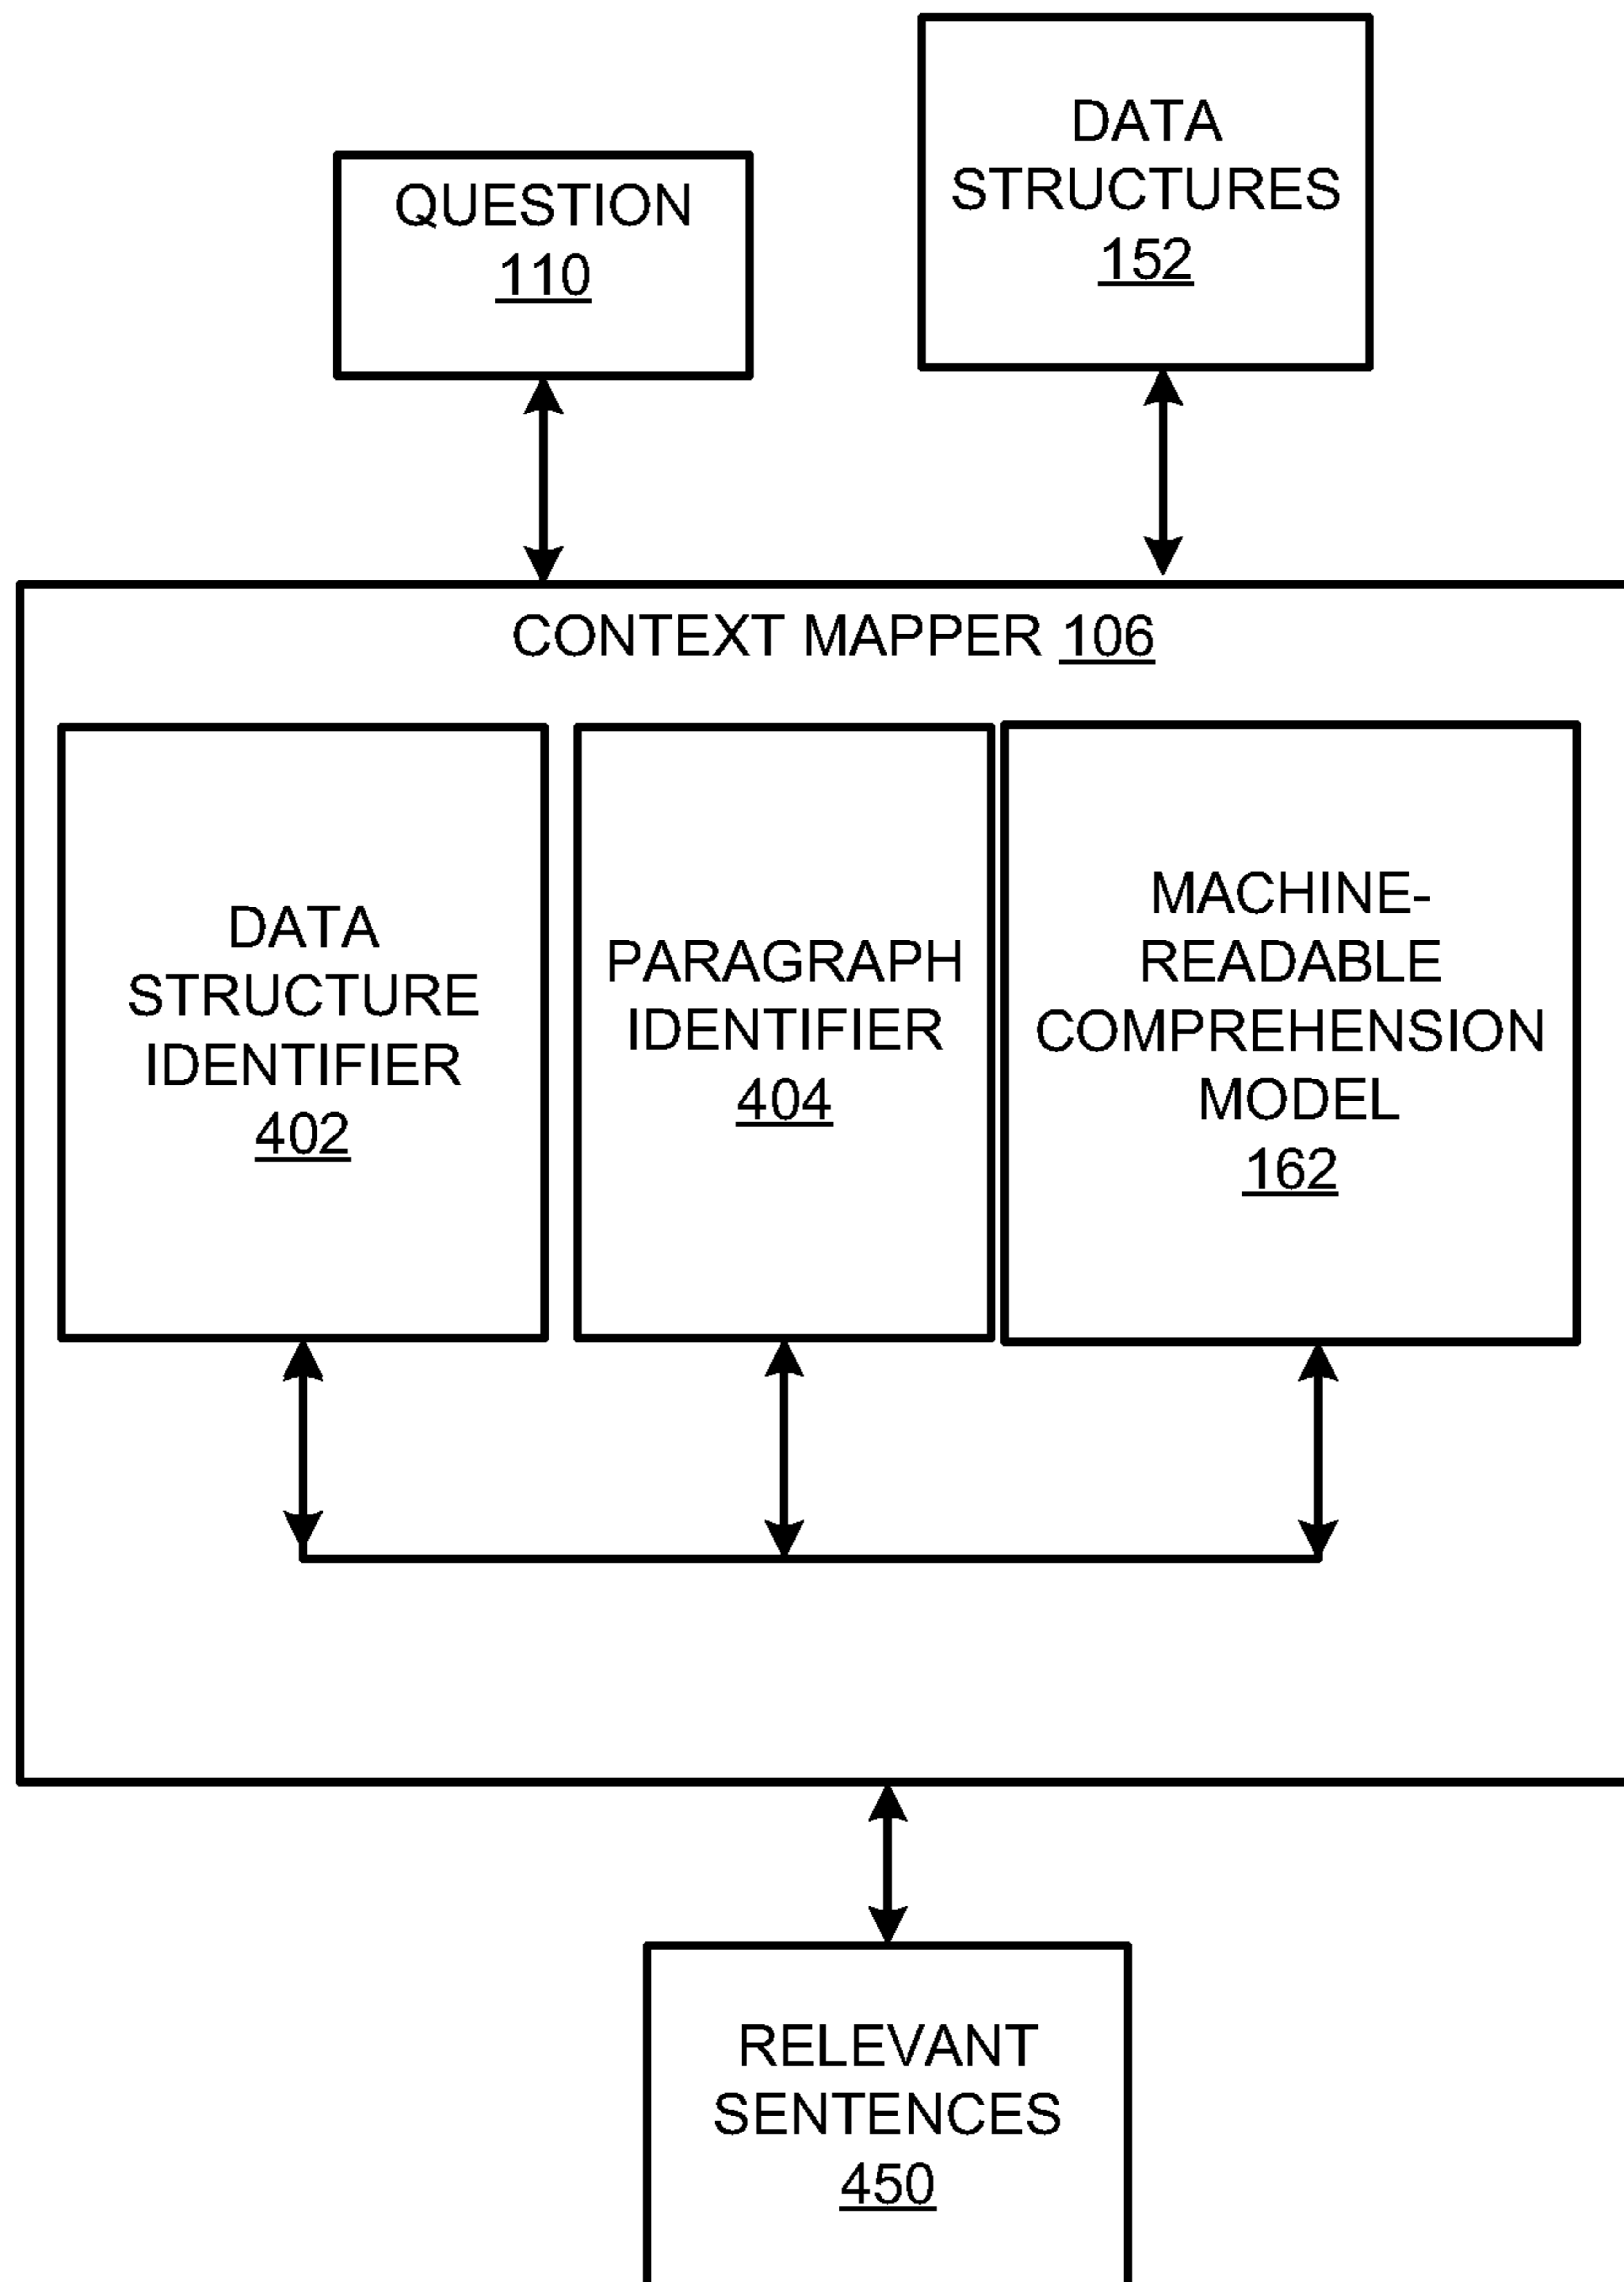 QUESTION
110
DATA
STRUCTURES
152
CONTEXT MAPPER 106
DATA
STRUCTURE
IDENTIFIER
402
PARAGRAPH
IDENTIFIER
404
MACHINE-
READABLE
COMPREHENSION
MODEL
162
RELEVANT
SENTENCES
450